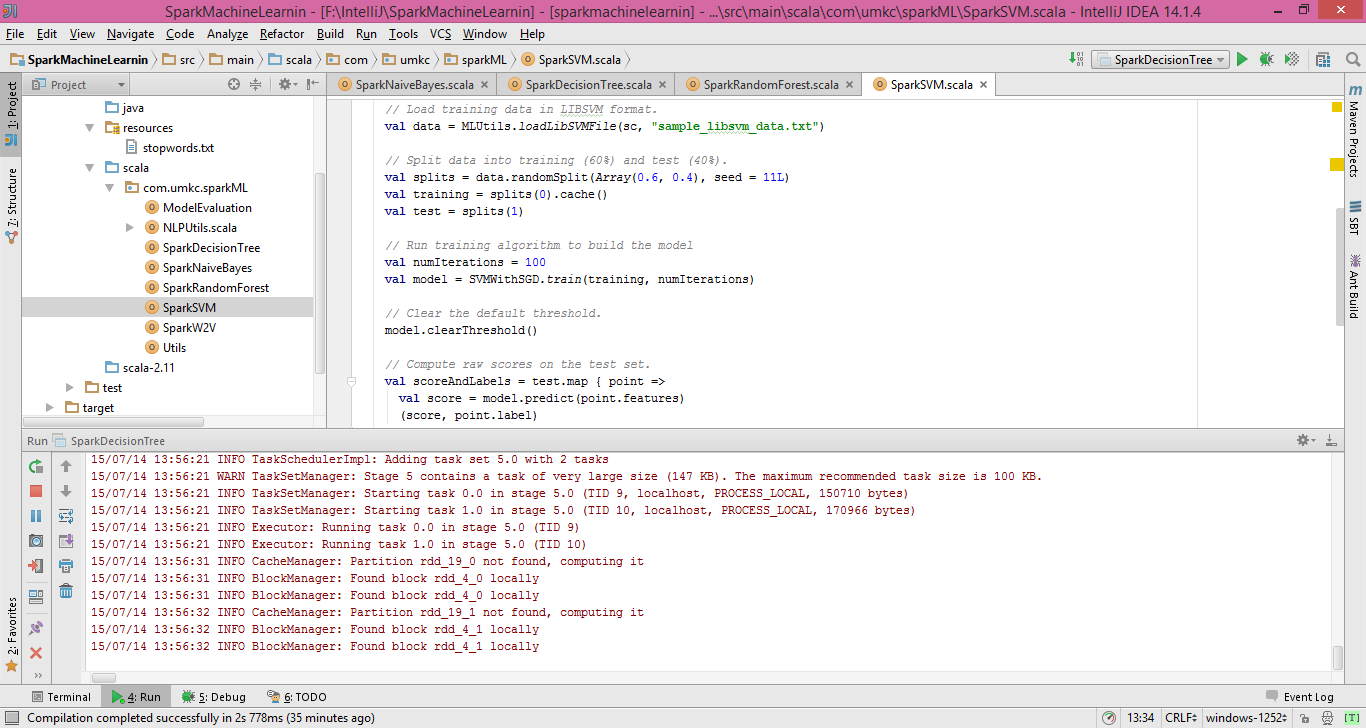 SparkMachineLearnin - [F:\IntelliJ\SparkMachineLearnin] - [sparkmachinelearnin] - ...\src\main\scala\com\umkc\sparkML\SparkSVM.scala - IntelliJ IDEA 14.1.4
File Edit View Navigate Code Analyze Refactor Build Run Tools VCS Window Help
SparkMachineLearnin src main scala com umkc sparkML SparkSVM.scala
SparkDecisionTree
Project
SparkNaiveBayes.scala SparkDecisionTree.scala SparkRandomForest.scala SparkSVM.scala
1: Project
7: Structure
2: Favorites
java
resources
stopwords.txt
scala
com.umkc.sparkML
ModelEvaluation
NLPUtils.scala
SparkDecisionTree
SparkNaiveBayes
SparkRandomForest
SparkSVM
SparkW2V
Utils
scala-2.11
test
target
// Load training data in LIBSVM format.
val data = MLUtils.loadLibSVMFile(sc, "sample_libsvm_data.txt")
// Split data into training (60%) and test (40%).
val splits = data.randomSplit(Array(0.6, 0.4), seed = 11L)
val training = splits(0).cache()
val test = splits(1)
// Run training algorithm to build the model
val numIterations = 100
val model = SVMWithSGD.train(training, numIterations)
// Clear the default threshold.
model.clearThreshold()
// Compute raw scores on the test set.
val scoreAndLabels = test.map { point =>
val score = model.predict(point.features)
(score, point.label)
Maven Projects
SBT
Ant Build
Run SparkDecisionTree
15/07/14 13:56:21 INFO TaskSchedulerImpl: Adding task set 5.0 with 2 tasks
15/07/14 13:56:21 WARN TaskSetManager: Stage 5 contains a task of very large size (147 KB). The maximum recommended task size is 100 KB.
15/07/14 13:56:21 INFO TaskSetManager: Starting task 0.0 in stage 5.0 (TID 9, localhost, PROCESS_LOCAL, 150710 bytes)
15/07/14 13:56:21 INFO TaskSetManager: Starting task 1.0 in stage 5.0 (TID 10, localhost, PROCESS_LOCAL, 170966 bytes)
15/07/14 13:56:21 INFO Executor: Running task 0.0 in stage 5.0 (TID 9)
15/07/14 13:56:21 INFO Executor: Running task 1.0 in stage 5.0 (TID 10)
15/07/14 13:56:31 INFO CacheManager: Partition rdd_19_0 not found, computing it
15/07/14 13:56:31 INFO BlockManager: Found block rdd_4_0 locally
15/07/14 13:56:31 INFO BlockManager: Found block rdd_4_0 locally
15/07/14 13:56:32 INFO CacheManager: Partition rdd_19_1 not found, computing it
15/07/14 13:56:32 INFO BlockManager: Found block rdd_4_1 locally
15/07/14 13:56:32 INFO BlockManager: Found block rdd_4_1 locally
Terminal 4: Run 5: Debug 6: TODO Event Log
Compilation completed successfully in 2s 778ms (35 minutes ago) 13:34 CRLF windows-1252 [T]